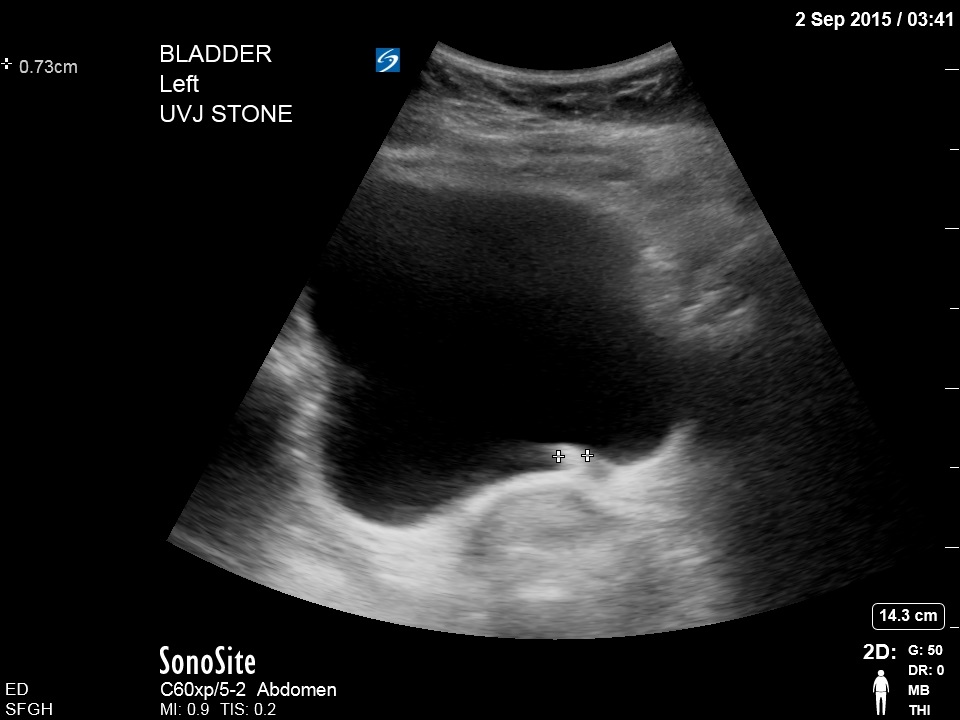 2 Sep 2015 / 03:41
BLADDER
Left
UVJ STONE
0.73cm
14.3 cm
2D:
G: 50
DR: 0
MB
THI
SonoSite
C60xp/5-2 Abdomen
MI: 0.9 TIS: 0.2
ED
SFGH